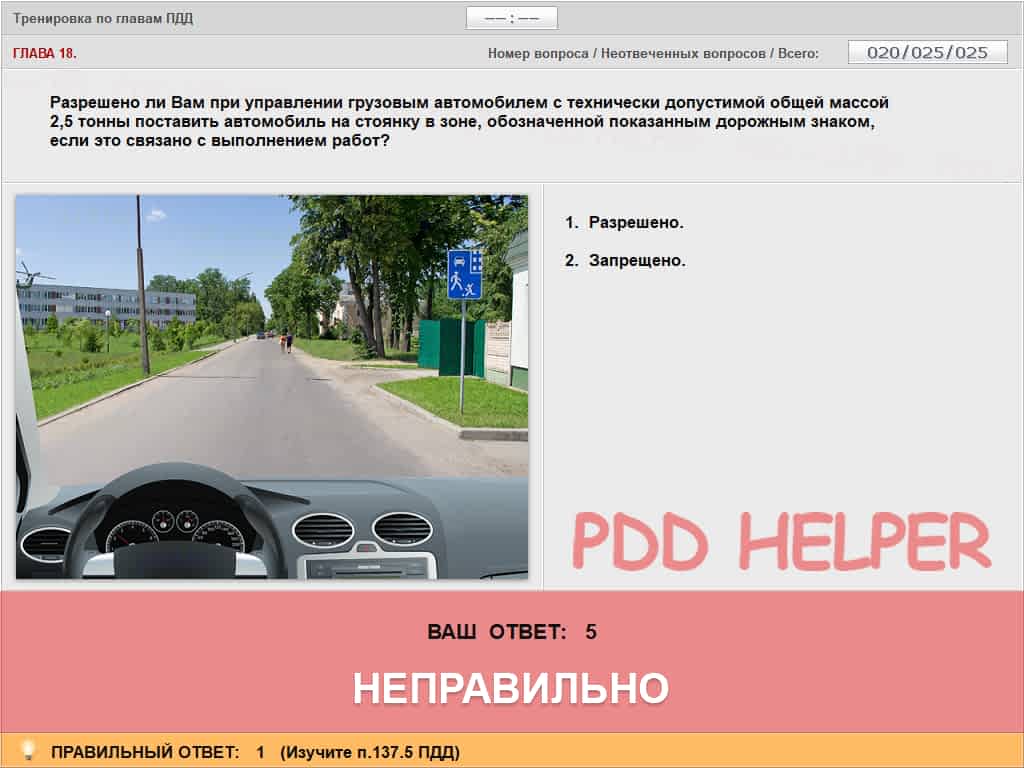 Тренировка по главам ПДД
—— : ——
ГЛАВА 18.
Номер вопроса / Неотвеченных вопросов / Всего:
020/025/025
Разрешено ли Вам при управлении грузовым автомобилем с технически допустимой общей массой
2,5 тонны поставить автомобиль на стоянку в зоне, обозначенной показанным дорожным знаком,
если это связано с выполнением работ?
1. Разрешено.
2. Запрещено.
PDD HELPER
ВАШ ОТВЕТ: 5
НЕПРАВИЛЬНО
ПРАВИЛЬНЫЙ ОТВЕТ: 1 (Изучите п.137.5 ПДД)